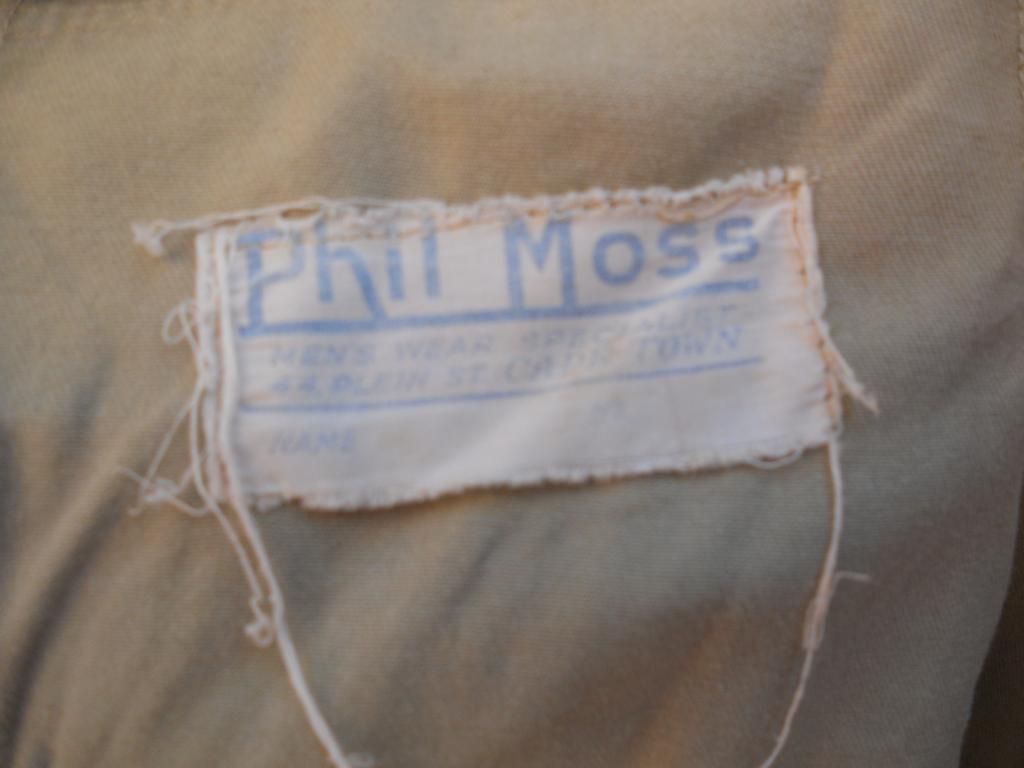 Phil Moss
MEN'S WEAR SPECIALIST
44 PLEIN ST. CAPE TOWN
NAME